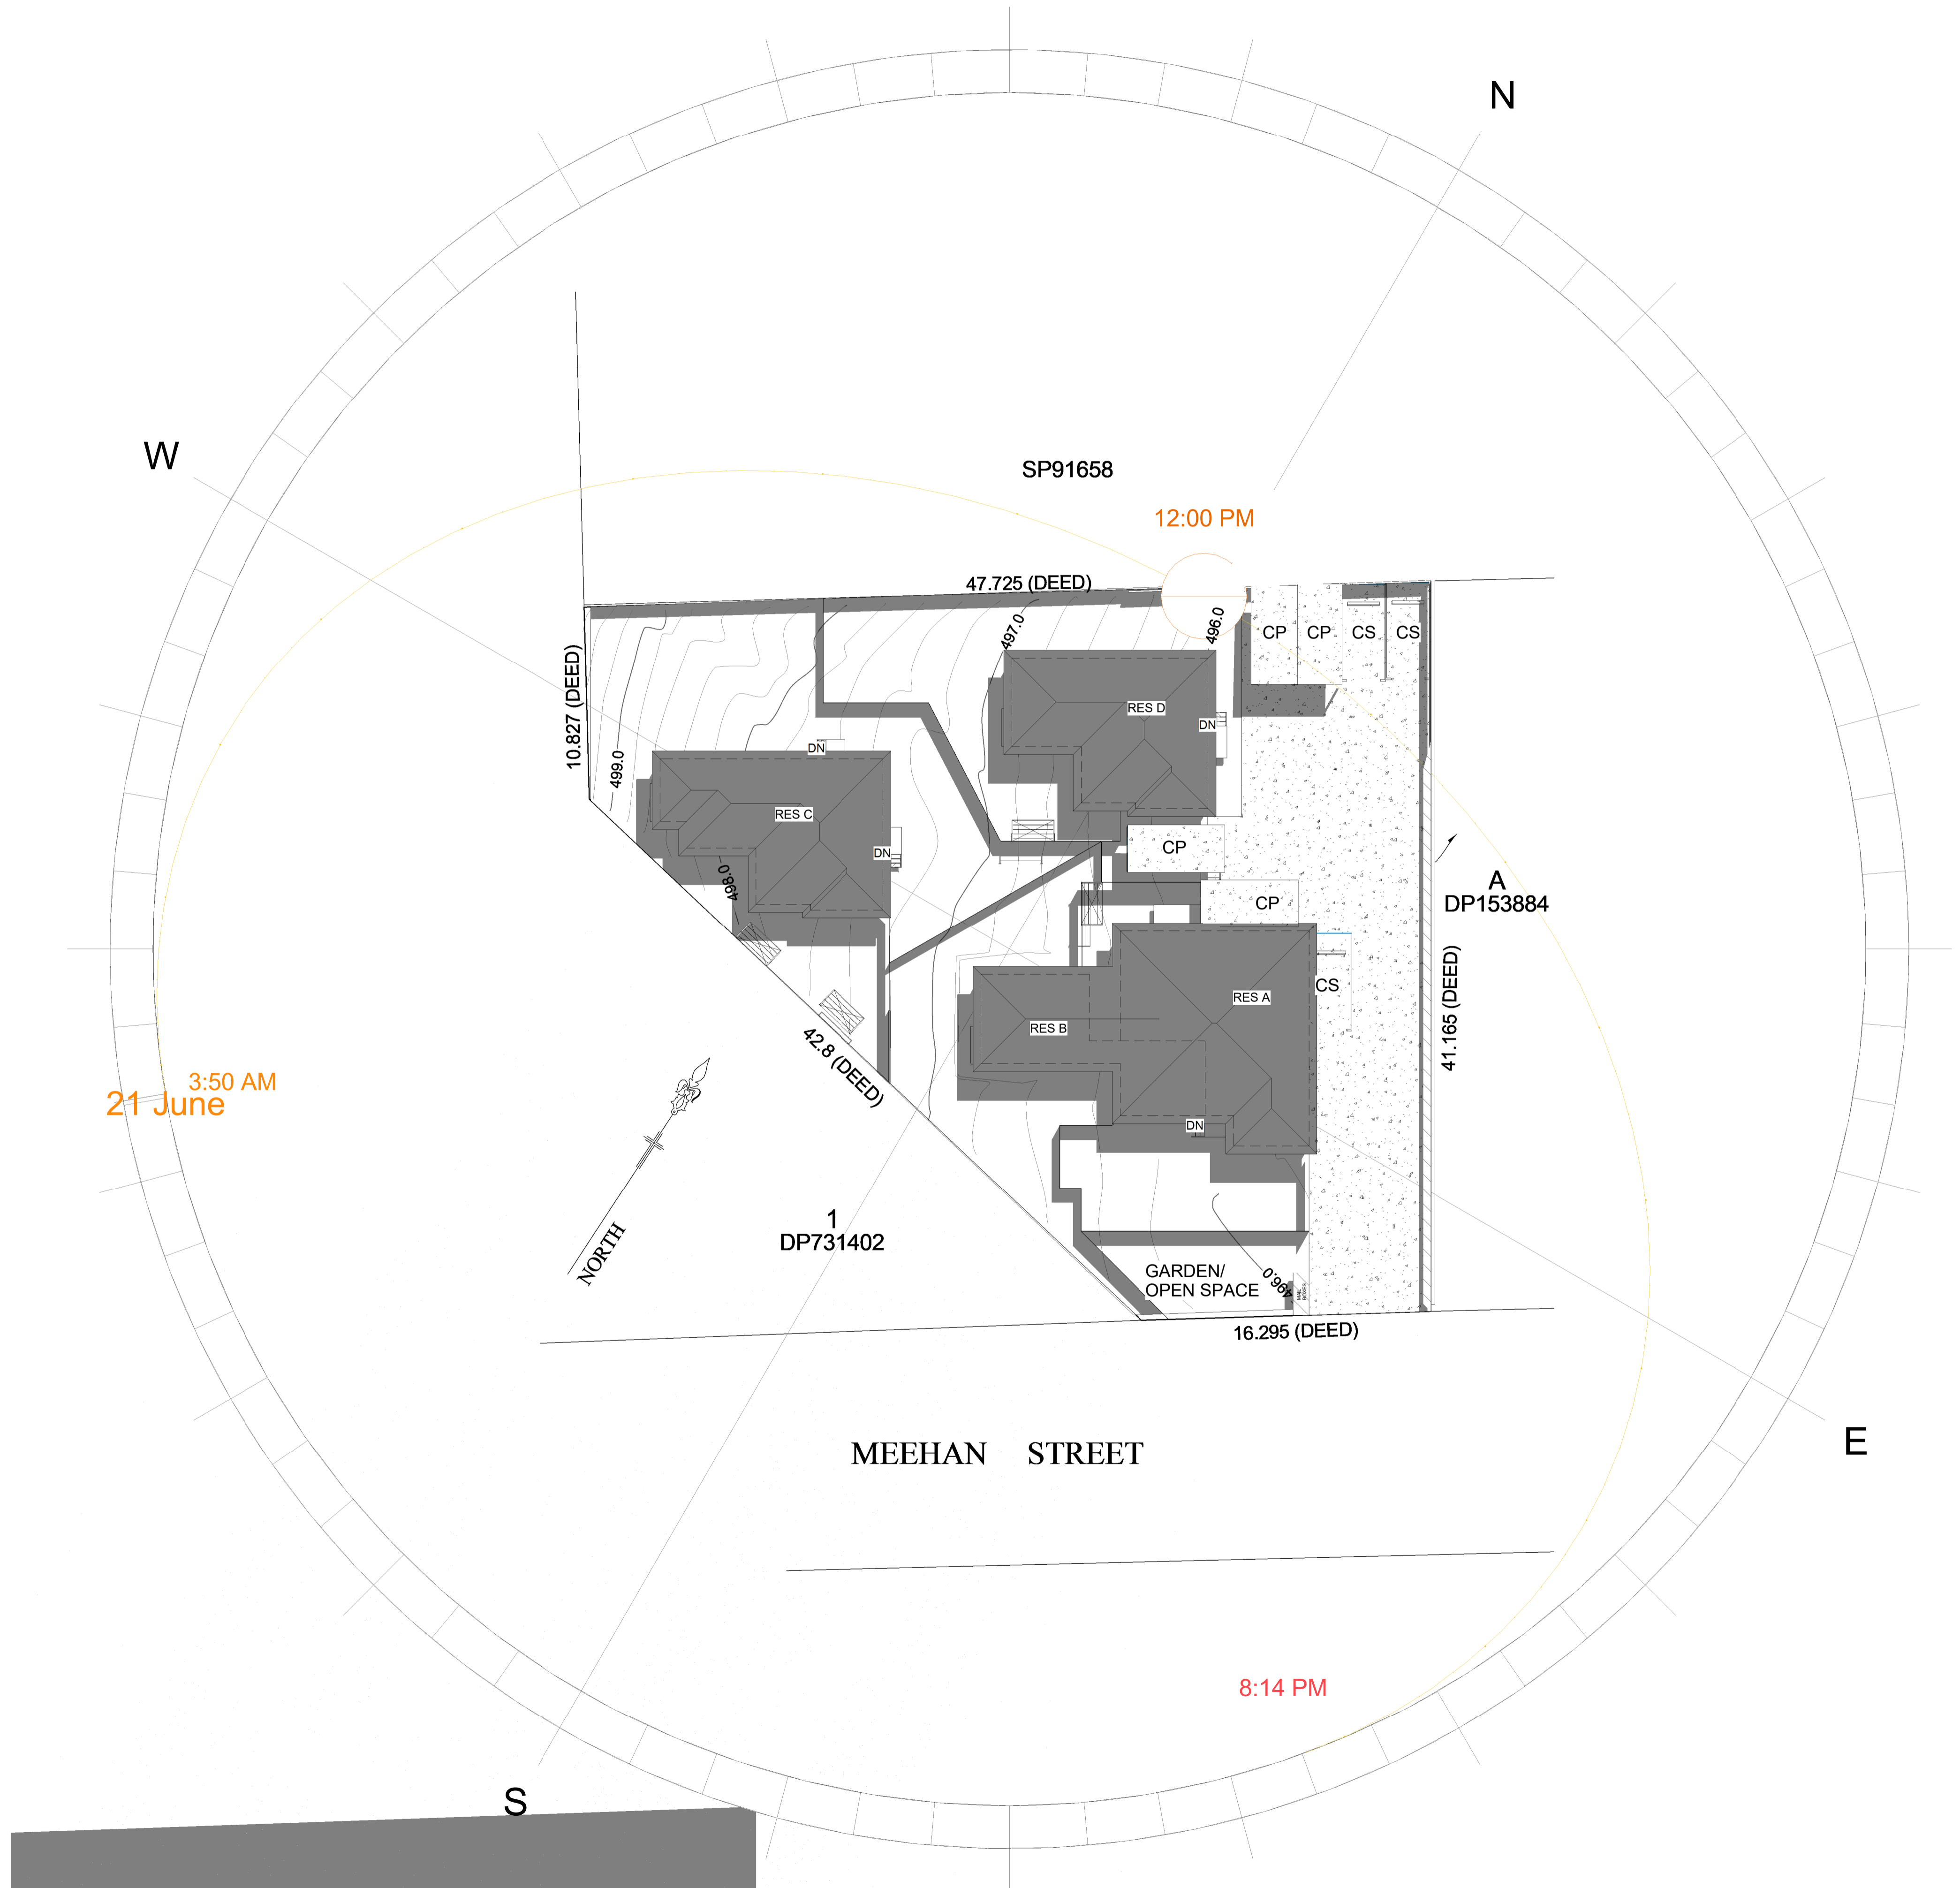 N
W
SP91658
12:00 PM
47.725 (DEED)
497.0
496.0
CP
CP
CS
CS
10.827 (DEED)
499.0
DN
RES D
DN
RES C
DN
CP
498.0
CP
A
DP153884
RES A
CS
RES B
41.165 (DEED)
42.8 (DEED)
3:50 AM
21 June
DN
NORTH
1
DP731402
GARDEN/
OPEN SPACE
496.0
MAIL
BOXES
16.295 (DEED)
MEEHAN STREET
E
8:14 PM
S